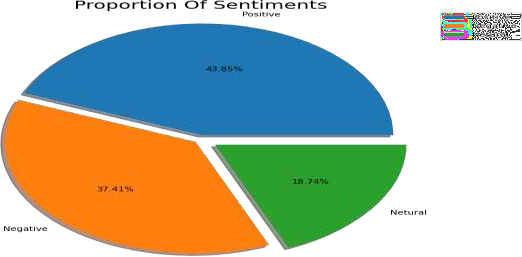 Proportion Of Sentiments
Positive
43.85%
37.41%
18.74%
Netural
Negative